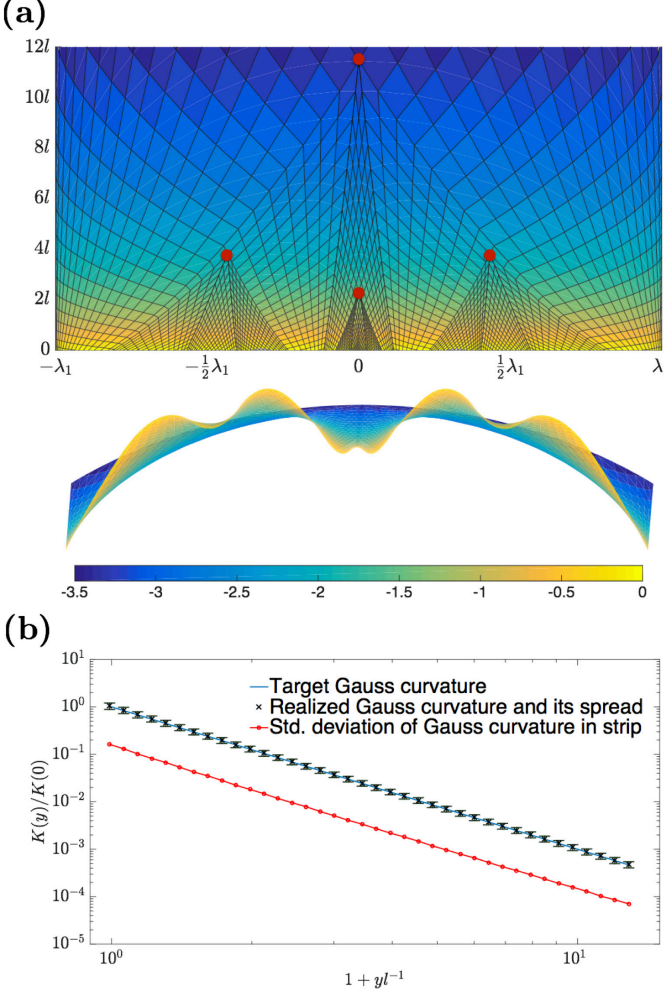 (a)
12l
10l
8l
6l
4l
2l
0
−λ₁ −½λ₁ 0 ½λ₁ λ
-3.5 -3 -2.5 -2 -1.5 -1 -0.5 0
(b)
10¹
10⁰
10⁻¹
10⁻²
10⁻³
10⁻⁴
10⁻⁵
K(y)/K(0)
Target Gauss curvature
Realized Gauss curvature and its spread
Std. deviation of Gauss curvature in strip
10⁰ 10¹
1 + yl⁻¹